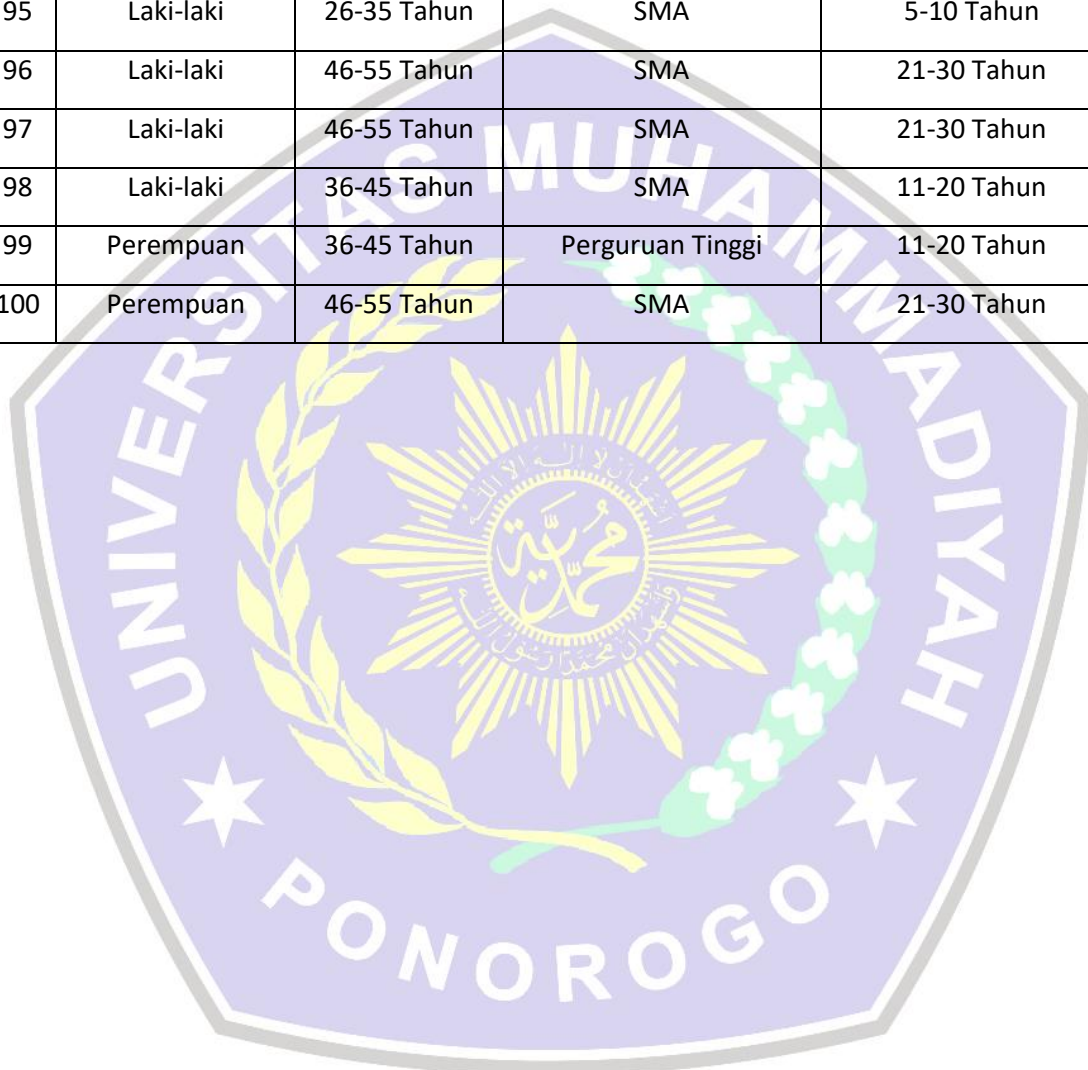 95 Laki-laki 26-35 Tahun SMA 5-10 Tahun
96 Laki-laki 46-55 Tahun SMA 21-30 Tahun
97 Laki-laki 46-55 Tahun SMA 21-30 Tahun
98 Laki-laki 36-45 Tahun SMA 11-20 Tahun
99 Perempuan 36-45 Tahun Perguruan Tinggi 11-20 Tahun
100 Perempuan 46-55 Tahun SMA 21-30 Tahun
UNIVERSITAS MUHAMMADIYAH
محمدية
PONOROGO